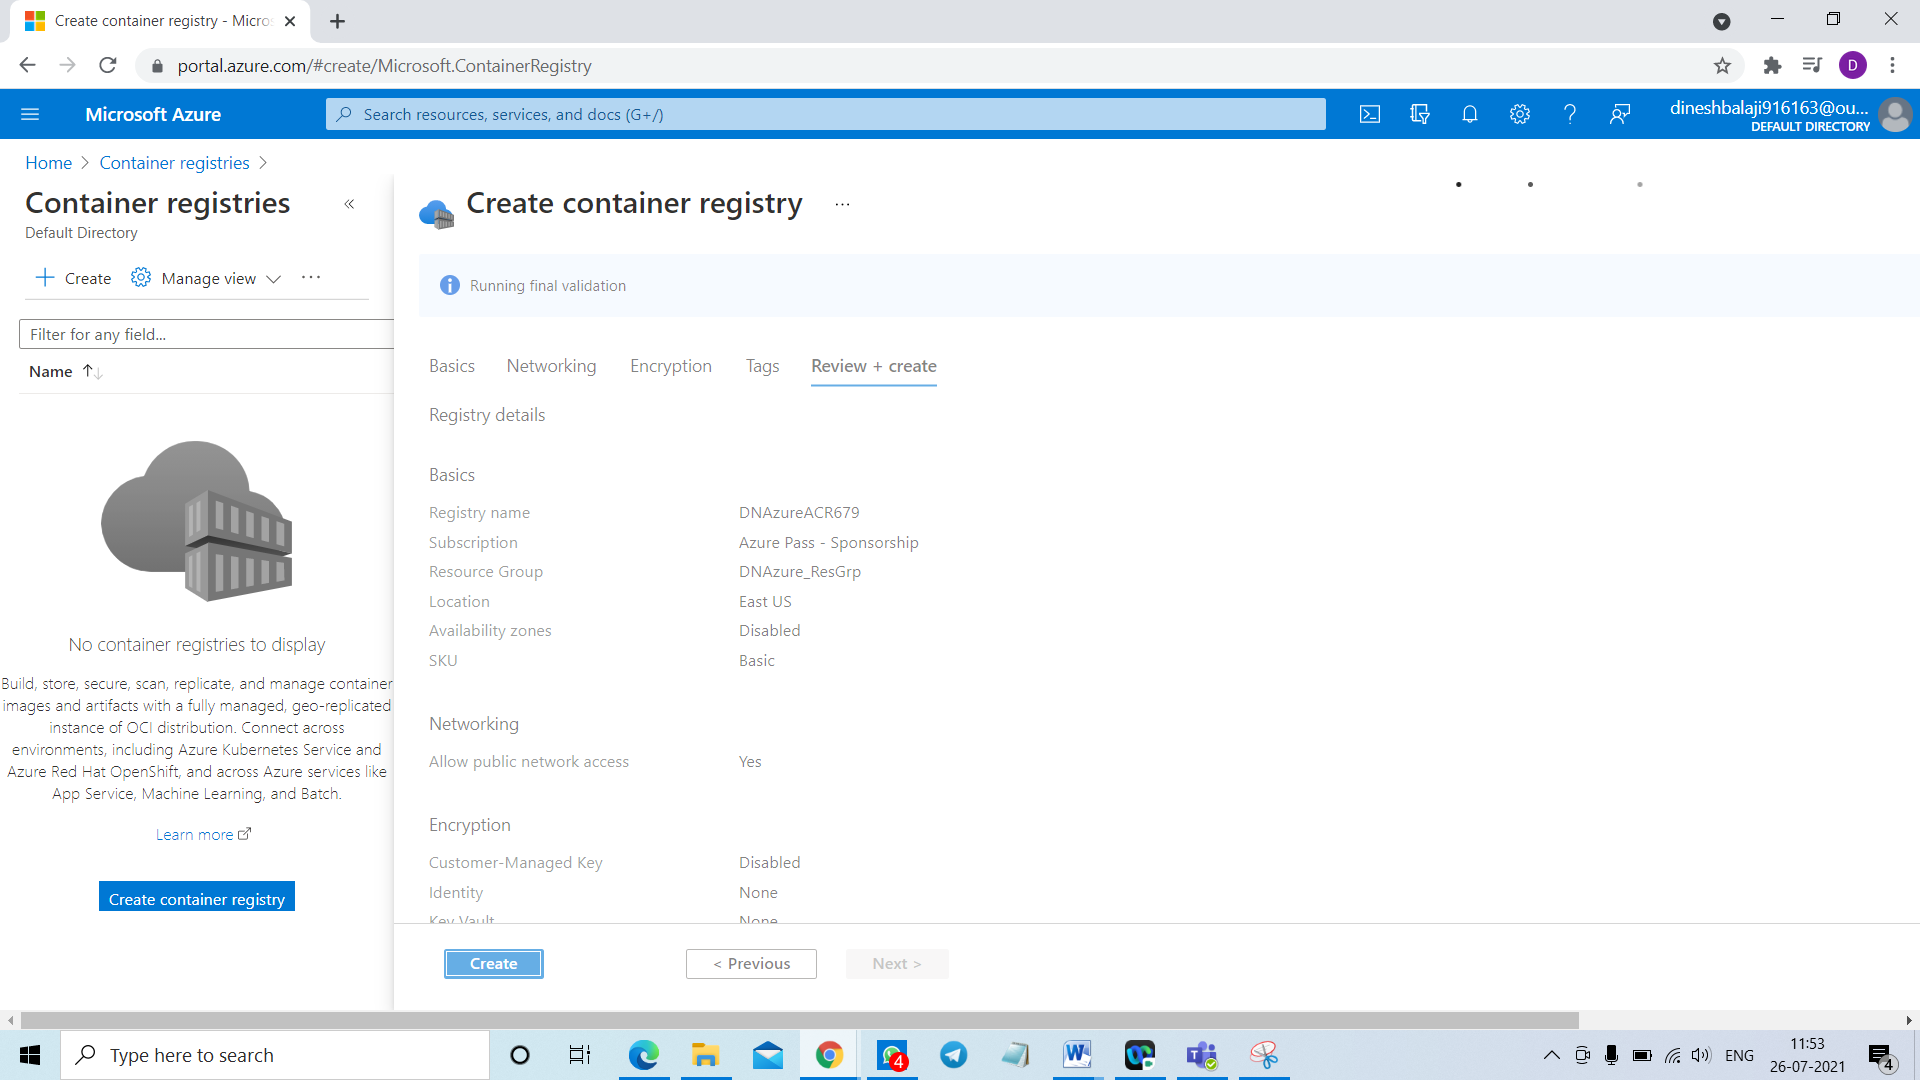 Create container registry - Micros
portal.azure.com/#create/Microsoft.ContainerRegistry
D
Microsoft Azure
Search resources, services, and docs (G+/)
dineshbalaji916163@ou...
DEFAULT DIRECTORY
Home > Container registries >
Container registries
Default Directory
Create
Manage view
Filter for any field...
Name
No container registries to display
Build, store, secure, scan, replicate, and manage container
images and artifacts with a fully managed, geo-replicated
instance of OCI distribution. Connect across
environments, including Azure Kubernetes Service and
Azure Red Hat OpenShift, and across Azure services like
App Service, Machine Learning, and Batch.
Learn more
Create container registry
Create container registry
Running final validation
Basics Networking Encryption Tags Review + create
Registry details
Basics
Registry name DNAzureACR679
Subscription Azure Pass - Sponsorship
Resource Group DNAzure_ResGrp
Location East US
Availability zones Disabled
SKU Basic
Networking
Allow public network access Yes
Encryption
Customer-Managed Key Disabled
Identity None
Key Vault None
Create < Previous Next >
Type here to search
4
ENG
11:53
26-07-2021
4